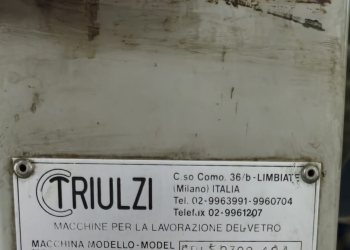 CTRIULZI
C.so Como, 36/b - LIMBIATE
(Milano) ITALIA
Tel. 02-9963991-9960704
Telefax 02-9961207
MACCHINE PER LA LAVORAZIONE DEL VETRO
MACCHINA MODELLO - MODEL